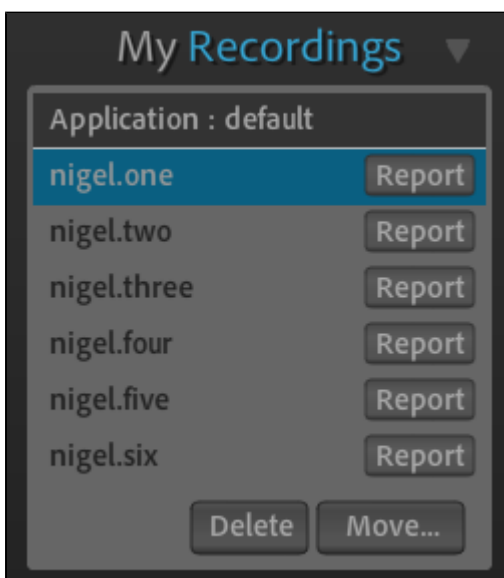 My Recordings
Application : default
nigel.one Report
nigel.two Report
nigel.three Report
nigel.four Report
nigel.five Report
nigel.six Report
Delete Move...